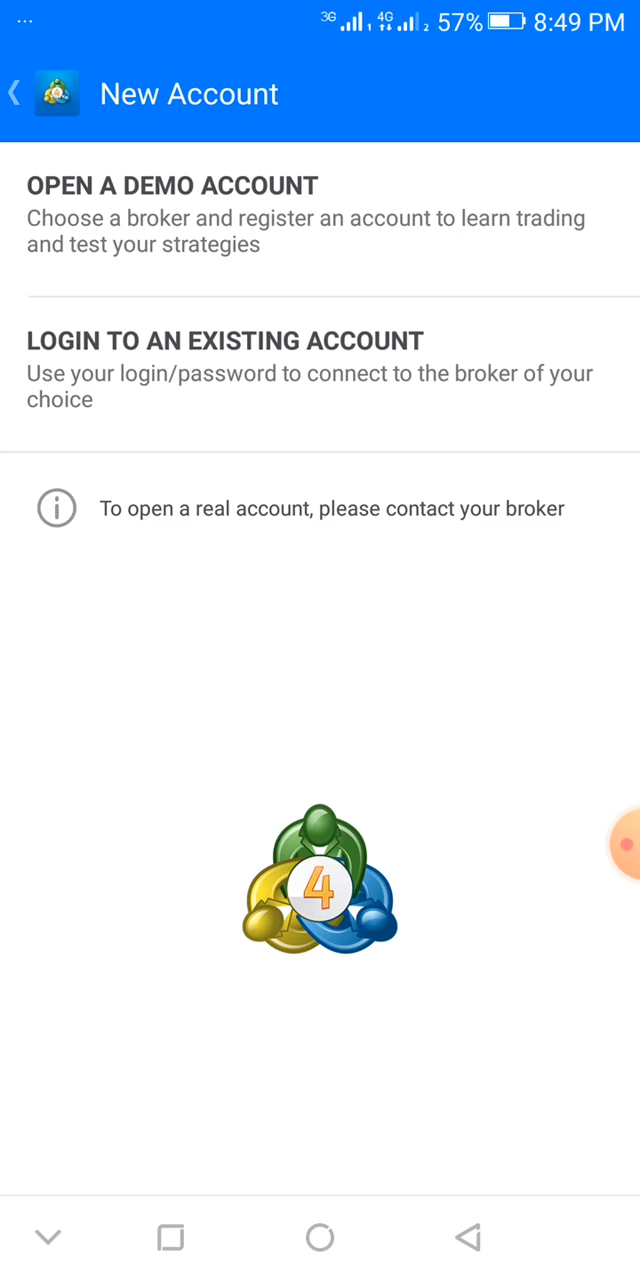 ... 3G 1 4G 2 57% 8:49 PM
New Account
OPEN A DEMO ACCOUNT
Choose a broker and register an account to learn trading
and test your strategies
LOGIN TO AN EXISTING ACCOUNT
Use your login/password to connect to the broker of your
choice
To open a real account, please contact your broker
4